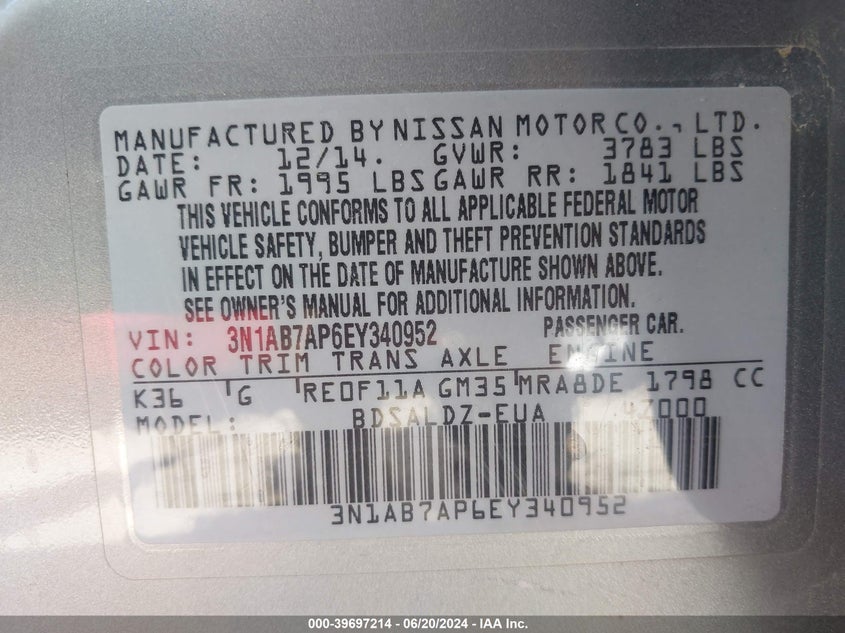 MANUFACTURED BY NISSAN MOTOR CO., LTD.
DATE: 12/14. GVWR: 3783 LBS
GAWR FR: 1995 LBS GAWR RR: 1841 LBS
THIS VEHICLE CONFORMS TO ALL APPLICABLE FEDERAL MOTOR
VEHICLE SAFETY, BUMPER AND THEFT PREVENTION STANDARDS
IN EFFECT ON THE DATE OF MANUFACTURE SHOWN ABOVE.
SEE OWNER'S MANUAL FOR ADDITIONAL INFORMATION.
VIN: 3N1AB7AP6EY340952 PASSENGER CAR.
COLOR TRIM TRANS AXLE ENGINE
K36 G RE0F11A GM35 MRA8DE 1798 CC
MODEL: BDSALDZ-EUA 4Z000
3N1AB7AP6EY340952
000-39697214 - 06/20/2024 - IAA Inc.